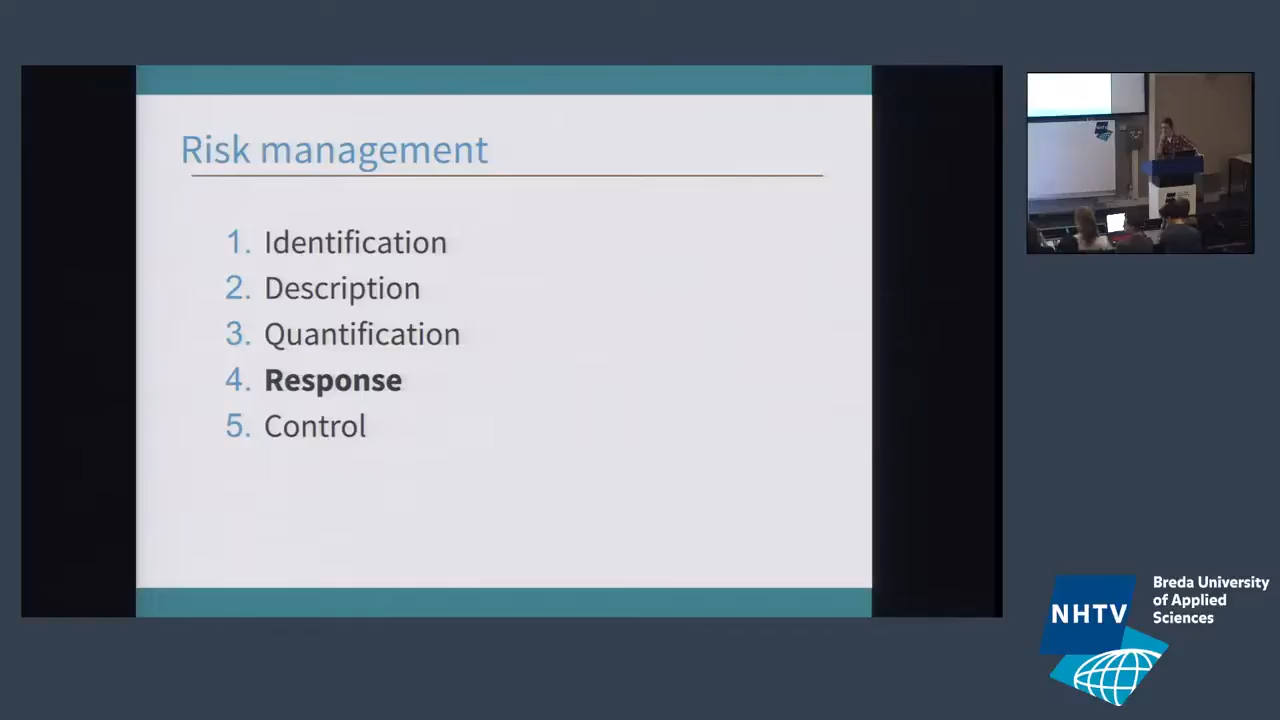 Risk management
1. Identification
2. Description
3. Quantification
4. Response
5. Control
NHTV
Breda University
of Applied
Sciences